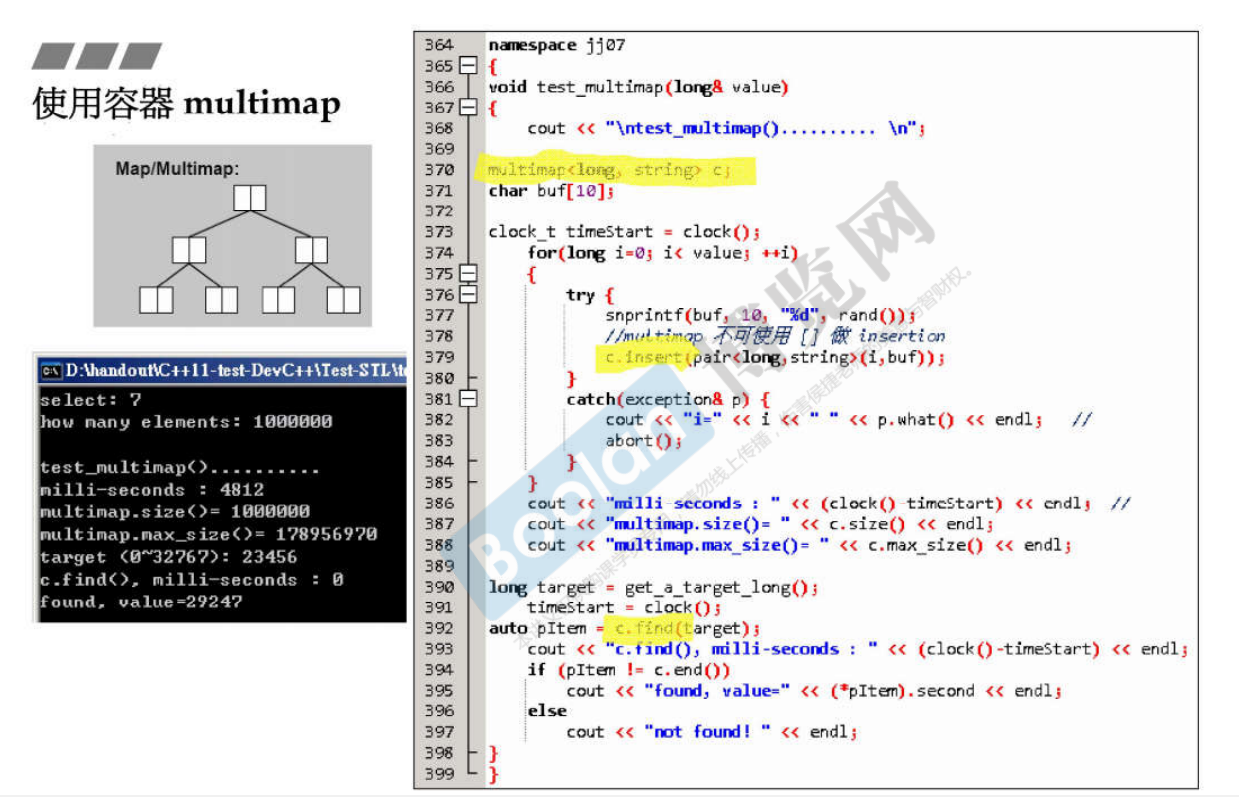 使用容器 multimap
Map/Multimap:
D:\handout\C++11-test-DevC++\Test-STL\
select: 7
how many elements: 1000000
test_multimap()..........
milli-seconds : 4812
multimap.size()= 1000000
multimap.max_size()= 178956970
target (0~32767): 23456
c.find(), milli-seconds : 0
found, value=29247
364 namespace jj07
365 {
366 void test_multimap(long& value)
367 {
368 cout << "\ntest_multimap().......... \n";
369
370 multimap<long, string> c;
371 char buf[10];
372
373 clock_t timeStart = clock();
374 for(long i=0; i< value; ++i)
375 {
376 try {
377 snprintf(buf, 10, "%d", rand());
378 //multimap 不可使用 [] 做 insertion
379 c.insert(pair<long,string>(i,buf));
380 }
381 catch(exception& p) {
382 cout << "i=" << i << " " << p.what() << endl; //
383 abort();
384 }
385 }
386 cout << "milli-seconds : " << (clock()-timeStart) << endl; //
387 cout << "multimap.size()= " << c.size() << endl;
388 cout << "multimap.max_size()= " << c.max_size() << endl;
389
390 long target = get_a_target_long();
391 timeStart = clock();
392 auto pItem = c.find(target);
393 cout << "c.find(), milli-seconds : " << (clock()-timeStart) << endl;
394 if (pItem != c.end())
395 cout << "found, value=" << (*pItem).second << endl;
396 else
397 cout << "not found! " << endl;
398 }
399 }
Boolan 博览网